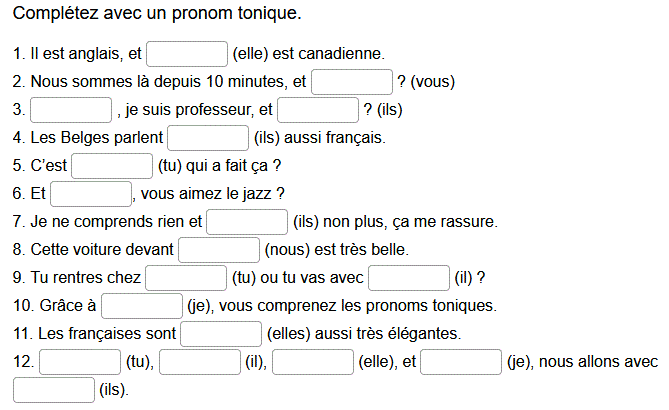 Complétez avec un pronom tonique.
1. Il est anglais, et (elle) est canadienne.
2. Nous sommes là depuis 10 minutes, et ? (vous)
3. , je suis professeur, et ? (ils)
4. Les Belges parlent (ils) aussi français.
5. C'est (tu) qui a fait ça ?
6. Et , vous aimez le jazz ?
7. Je ne comprends rien et (ils) non plus, ça me rassure.
8. Cette voiture devant (nous) est très belle.
9. Tu rentres chez (tu) ou tu vas avec (il) ?
10. Grâce à (je), vous comprenez les pronoms toniques.
11. Les françaises sont (elles) aussi très élégantes.
12. (tu), (il), (elle), et (je), nous allons avec
(ils).